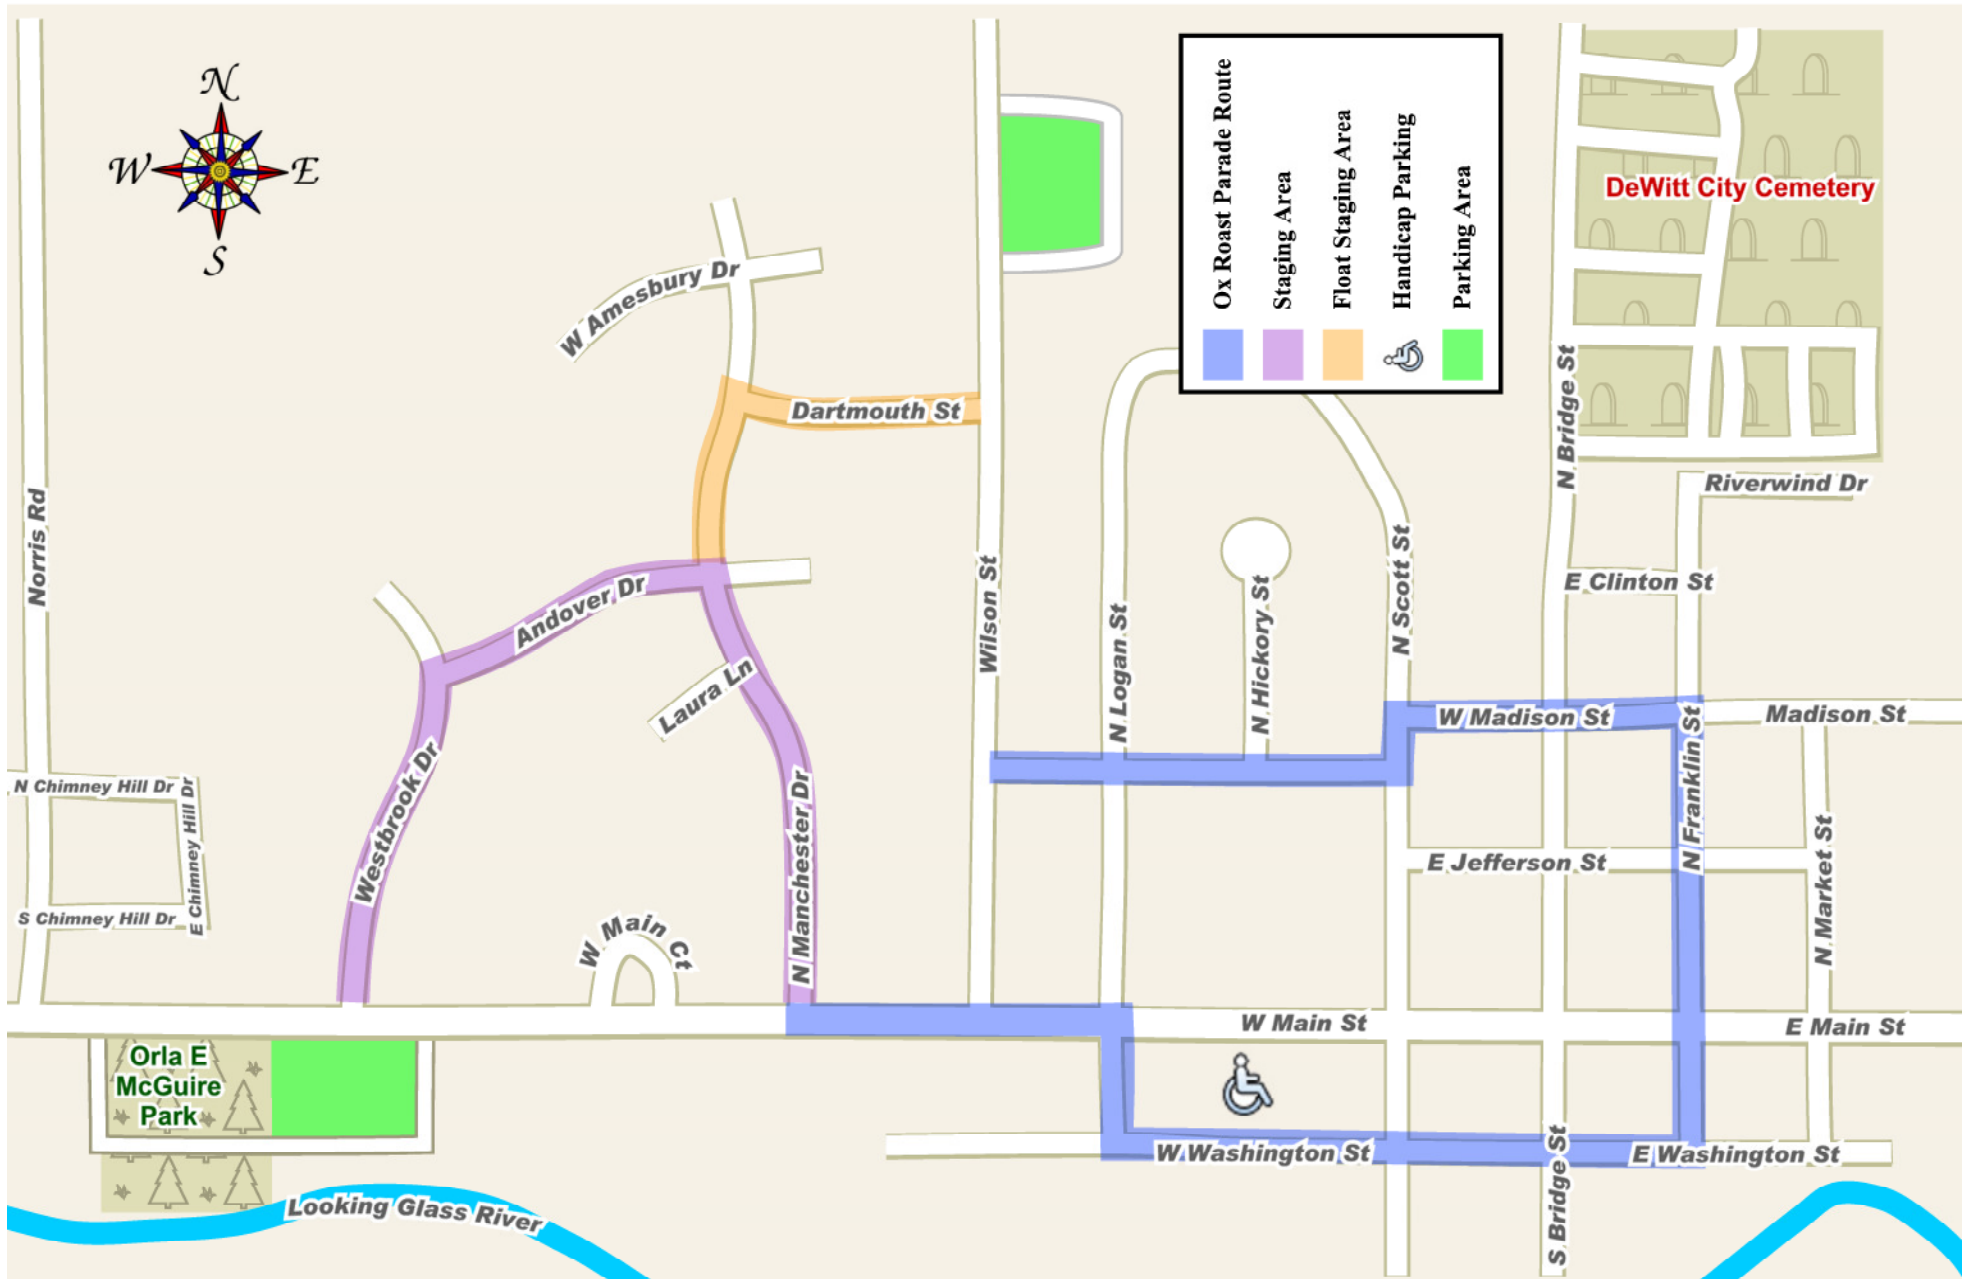 N
W
E
S
Ox Roast Parade Route
Staging Area
Float Staging Area
Handicap Parking
Parking Area
DeWitt City Cemetery
W Amesbury Dr
Dartmouth St
N Bridge St
Riverwind Dr
Norris Rd
E Clinton St
Andover Dr
Wilson St
N Logan St
N Hickory St
N Scott St
Laura Ln
W Madison St
Madison St
N Franklin St
N Chimney Hill Dr
E Chimney Hill Dr
S Chimney Hill Dr
Westbrook Dr
N Manchester Dr
E Jefferson St
N Market St
W Main Ct
W Main St
E Main St
Orla E
McGuire
Park
W Washington St
E Washington St
S Bridge St
Looking Glass River